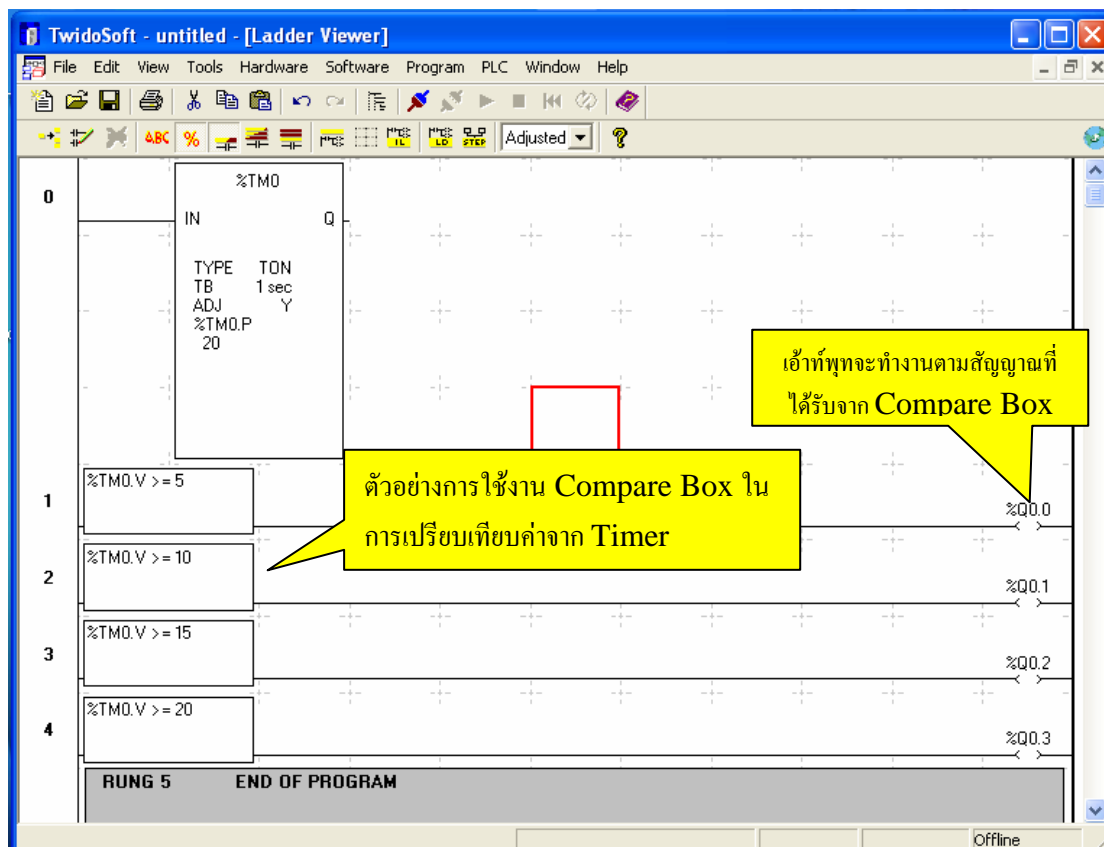 TwidoSoft - untitled - [Ladder Viewer]
File Edit View Tools Hardware Software Program PLC Window Help
ABC % IL LD STEP Adjusted
0
%TM0
IN Q
TYPE TON
TB 1 sec
ADJ Y
%TM0.P
20
เอ้าท์พุทจะทำงานตามสัญญาณที่
ได้รับจาก Compare Box
ตัวอย่างการใช้งาน Compare Box ใน
การเปรียบเทียบค่าจาก Timer
1
%TM0.V >= 5
%Q0.0
2
%TM0.V >= 10
%Q0.1
3
%TM0.V >= 15
%Q0.2
4
%TM0.V >= 20
%Q0.3
RUNG 5 END OF PROGRAM
Offline